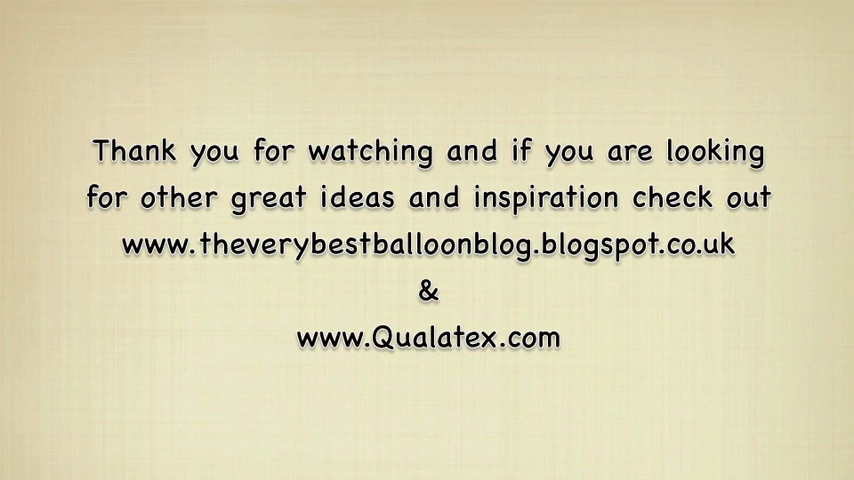 Thank you for watching and if you are looking
for other great ideas and inspiration check out
www.theverybestballoonblog.blogspot.co.uk
&
www.Qualatex.com